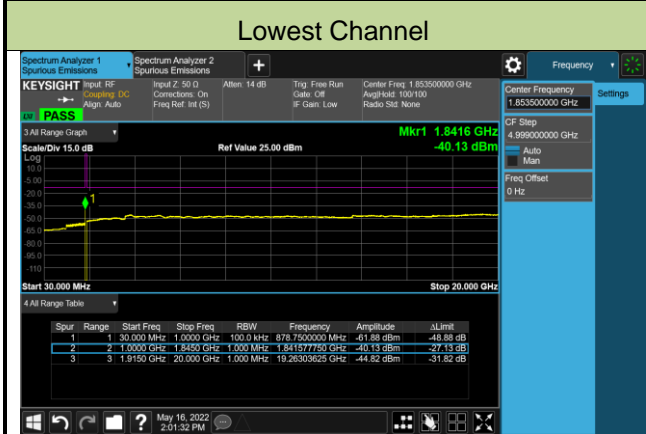 Lowest Channel
Spectrum Analyzer 1
Spurious Emissions
Spectrum Analyzer 2
Spurious Emissions
+
Frequency
KEYSIGHT
Input: RF
Coupling: DC
Align: Auto
Input Z: 50 Ω
Corrections: On
Freq Ref: Int (S)
Atten: 14 dB
Trig: Free Run
Gate: Off
IF Gain: Low
Center Freq: 1.853500000 GHz
Avg|Hold: 100/100
Radio Std: None
LW PASS
Center Frequency
1.853500000 GHz
Settings
CF Step
4.999000000 GHz
Auto
Man
Freq Offset
0 Hz
3 All Range Graph
Mkr1 1.8416 GHz
Scale/Div 15.0 dB Ref Value 25.00 dBm -40.13 dBm
Log
10.0
-5.00
-20.0
-35.0
-50.0
-65.0
-80.0
-95.0
-110
1
Start 30.000 MHz Stop 20.000 GHz
4 All Range Table
Spur Range Start Freq Stop Freq RBW Frequency Amplitude ΔLimit
1 1 30.000 MHz 1.0000 GHz 100.0 kHz 878.7500000 MHz -61.88 dBm -48.88 dB
2 2 1.0000 GHz 1.8450 GHz 1.000 MHz 1.841577750 GHz -40.13 dBm -27.13 dB
3 3 1.9150 GHz 20.000 GHz 1.000 MHz 19.26303625 GHz -44.82 dBm -31.82 dB
?
May 16, 2022
2:01:32 PM